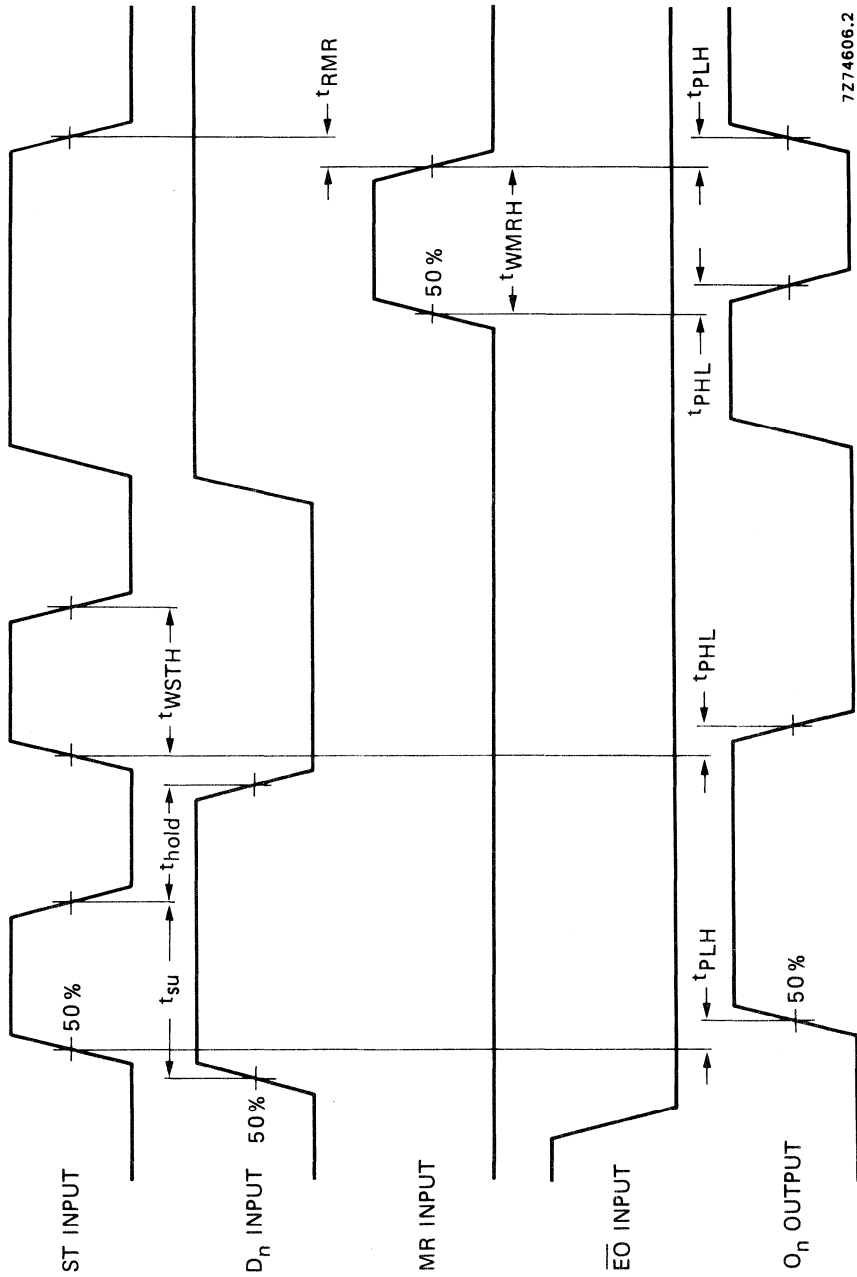 ST INPUT
50%
tsu
thold
tWSTH
tRMR
Dn INPUT
50%
MR INPUT
50%
tWMRH
EO INPUT
tPLH
tPHL
tPHL
tPLH
On OUTPUT
50%
7Z74606.2